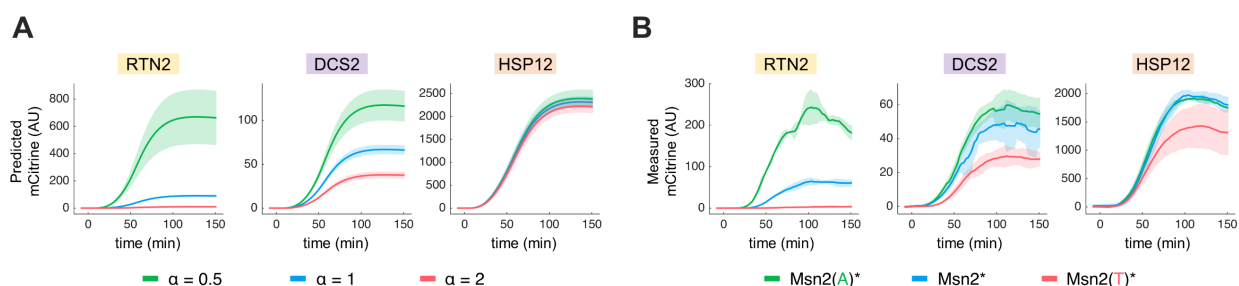 A
RTN2
DCS2
HSP12
Predicted
mCitrine (AU)
800
600
400
200
0
0 50 100 150
time (min)
100
50
0
0 50 100 150
time (min)
2500
2000
1500
1000
500
0
0 50 100 150
time (min)
α = 0.5
α = 1
α = 2
B
RTN2
DCS2
HSP12
Measured
mCitrine (AU)
300
200
100
0
0 50 100 150
time (min)
60
40
20
0
0 50 100 150
time (min)
2000
1500
1000
500
0
0 50 100 150
time (min)
Msn2(A)*
Msn2*
Msn2(T)*